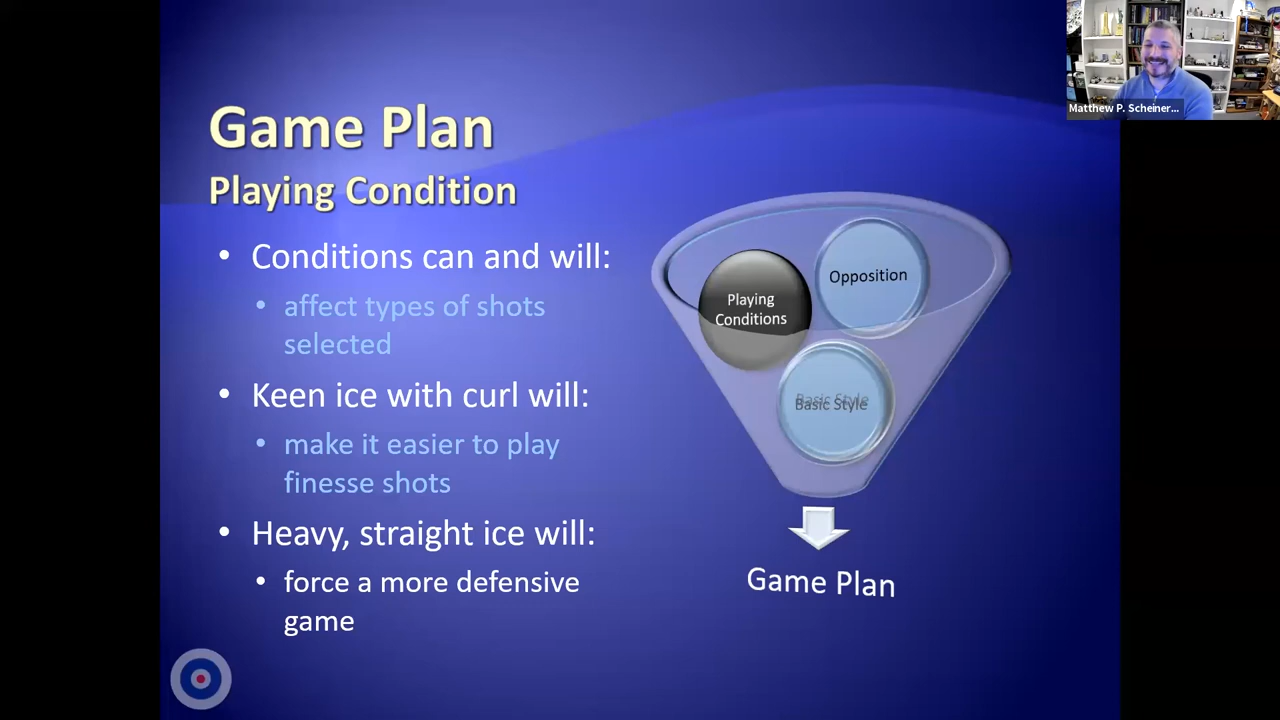 Matthew P. Scheiner...
Game Plan
Playing Condition
• Conditions can and will:
• affect types of shots
selected
• Keen ice with curl will:
• make it easier to play
finesse shots
• Heavy, straight ice will:
• force a more defensive
game
Opposition
Playing
Conditions
Basic Style
Basic Style
Game Plan